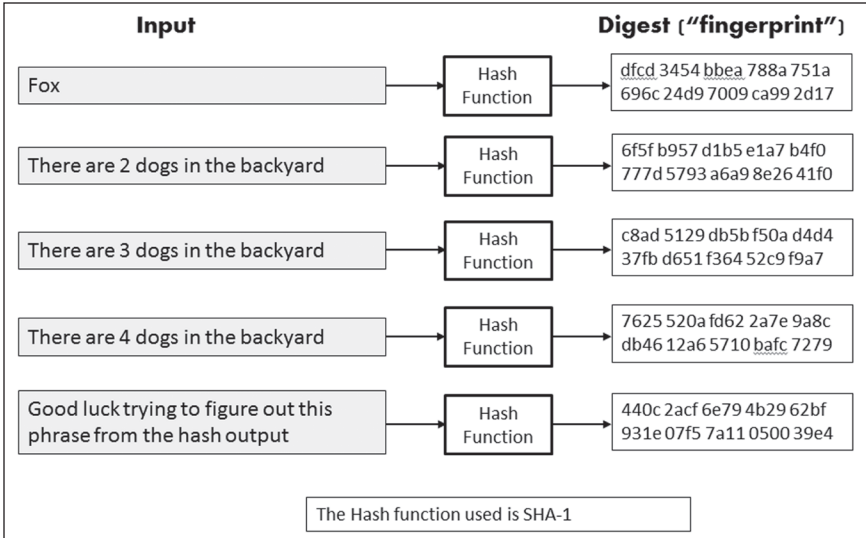 Input
Digest (“fingerprint”)
Fox
Hash
Function
dfcd 3454 bbea 788a 751a
696c 24d9 7009 ca99 2d17
There are 2 dogs in the backyard
Hash
Function
6f5f b957 d1b5 e1a7 b4f0
777d 5793 a6a9 8e26 41f0
There are 3 dogs in the backyard
Hash
Function
c8ad 5129 db5b f50a d4d4
37fb d651 f364 52c9 f9a7
There are 4 dogs in the backyard
Hash
Function
7625 520a fd62 2a7e 9a8c
db46 12a6 5710 bafc 7279
Good luck trying to figure out this
phrase from the hash output
Hash
Function
440c 2acf 6e79 4b29 62bf
931e 07f5 7a11 0500 39e4
The Hash function used is SHA-1